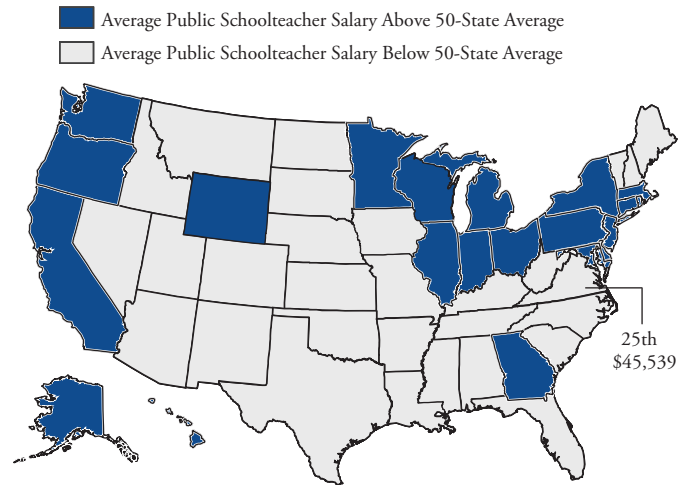 Average Public Schoolteacher Salary Above 50-State Average
Average Public Schoolteacher Salary Below 50-State Average
25th
$45,539